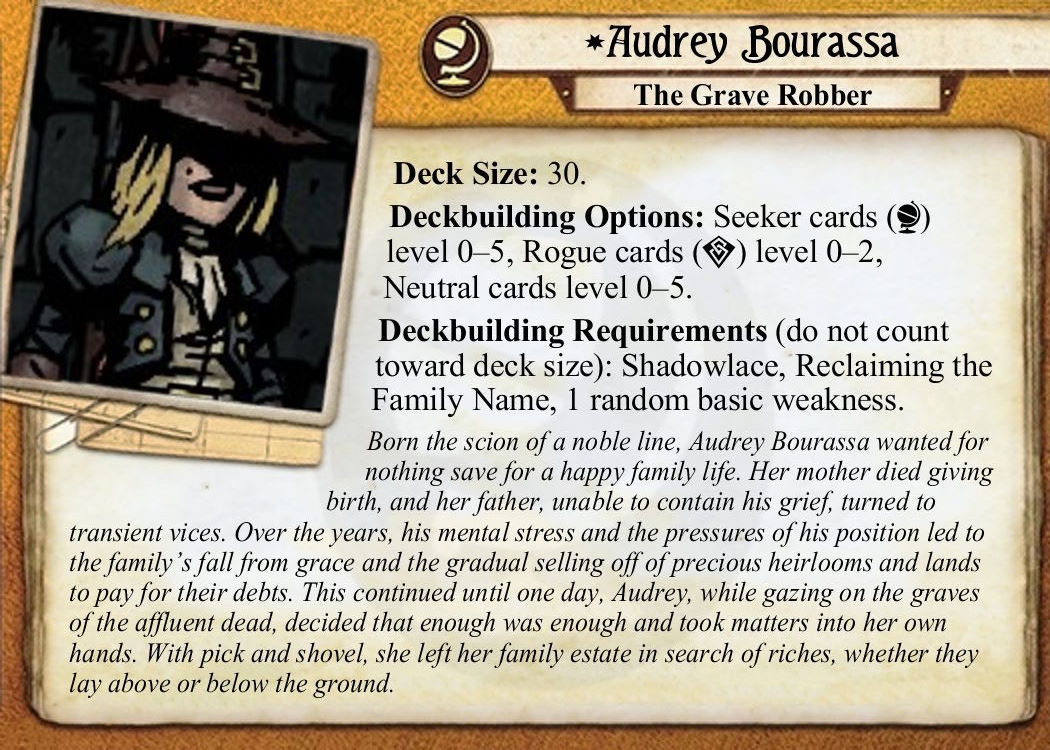 Audrey Bourassa
The Grave Robber
Deck Size: 30.
Deckbuilding Options: Seeker cards ()
level 0–5, Rogue cards () level 0–2,
Neutral cards level 0–5.
Deckbuilding Requirements (do not count
toward deck size): Shadowlace, Reclaiming the
Family Name, 1 random basic weakness.
Born the scion of a noble line, Audrey Bourassa wanted for
nothing save for a happy family life. Her mother died giving
birth, and her father, unable to contain his grief, turned to
transient vices. Over the years, his mental stress and the pressures of his position led to
the family’s fall from grace and the gradual selling off of precious heirlooms and lands
to pay for their debts. This continued until one day, Audrey, while gazing on the graves
of the affluent dead, decided that enough was enough and took matters into her own
hands. With pick and shovel, she left her family estate in search of riches, whether they
lay above or below the ground.